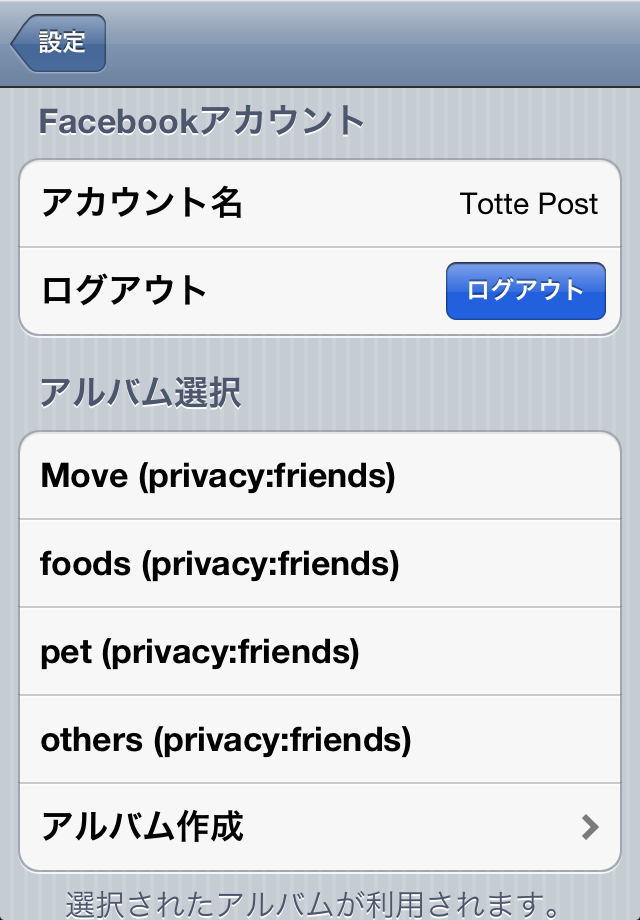 設定
Facebookアカウント
アカウント名 Totte Post
ログアウト ログアウト
アルバム選択
Move (privacy:friends)
foods (privacy:friends)
pet (privacy:friends)
others (privacy:friends)
アルバム作成
選択されたアルバムが利用されます。